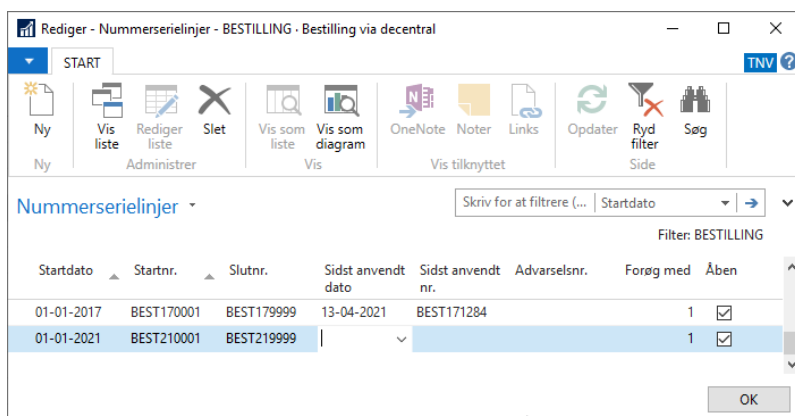 Rediger - Nummerserielinjer - BESTILLING · Bestilling via decentral
START
TNV ?
Ny Vis liste Rediger liste Slet Vis som liste Vis som diagram OneNote Noter Links Opdater Ryd filter Søg
Ny Administrer Vis Vis tilknyttet Side
Nummerserielinjer
Skriv for at filtrere (... Startdato
Filter: BESTILLING
Startdato Startnr. Slutnr. Sidst anvendt dato Sidst anvendt nr. Advarselsnr. Forøg med Åben
01-01-2017 BEST170001 BEST179999 13-04-2021 BEST171284 1
01-01-2021 BEST210001 BEST219999 1
OK